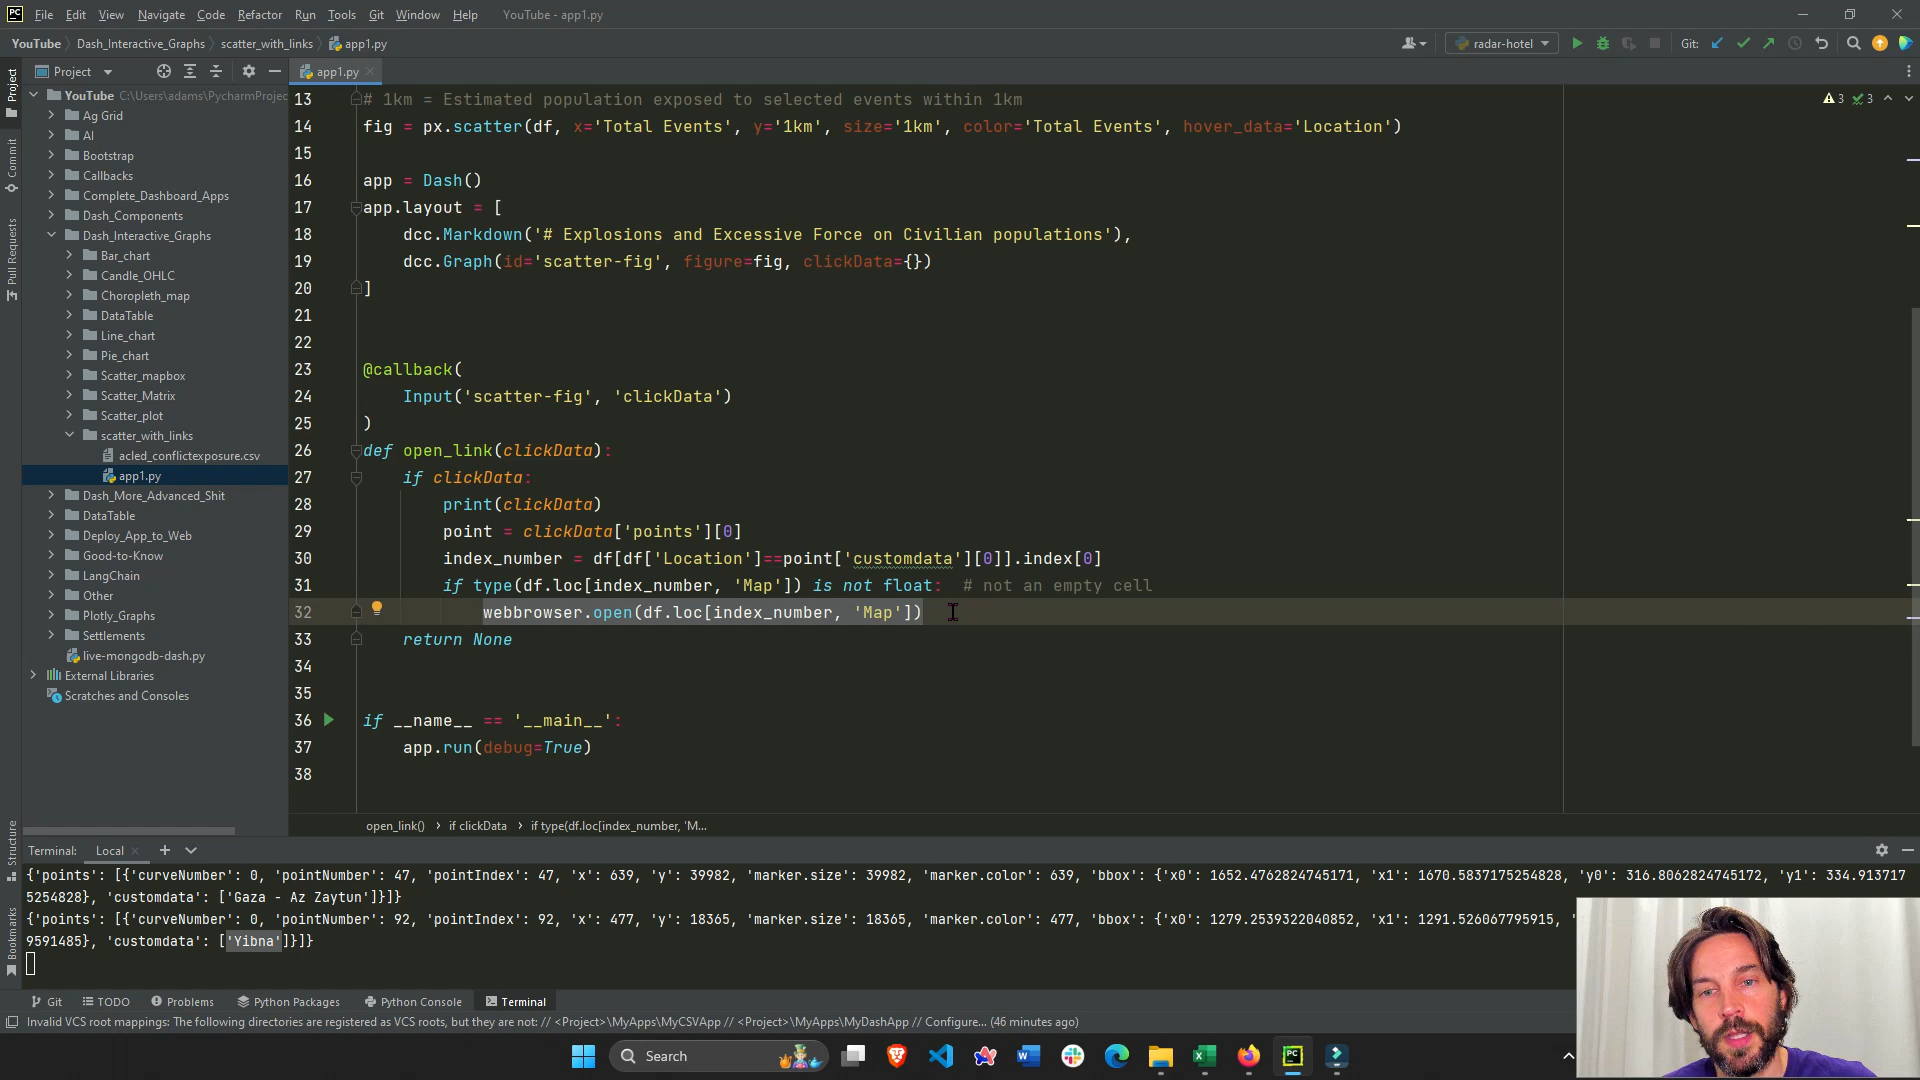 File Edit View Navigate Code Refactor Run Tools Git Window Help YouTube - app1.py
YouTube Dash_Interactive_Graphs scatter_with_links app1.py radar-hotel Git:
Project app1.py
YouTube C:\Users\adams\PycharmProjec
Ag Grid
AI
Bootstrap
Callbacks
Complete_Dashboard_Apps
Dash_Components
Dash_Interactive_Graphs
Bar_chart
Candle_OHLC
Choropleth_map
DataTable
Line_chart
Pie_chart
Scatter_mapbox
Scatter_Matrix
Scatter_plot
scatter_with_links
acled_conflictexposure.csv
app1.py
Dash_More_Advanced_Shit
DataTable
Deploy_App_to_Web
Good-to-Know
LangChain
Other
Plotly_Graphs
Settlements
live-mongodb-dash.py
External Libraries
Scratches and Consoles
Project
Commit
Pull Requests
Structure
Bookmarks
3 3
13 # 1km = Estimated population exposed to selected events within 1km
14 fig = px.scatter(df, x='Total Events', y='1km', size='1km', color='Total Events', hover_data='Location')
15
16 app = Dash()
17 app.layout = [
18 dcc.Markdown('# Explosions and Excessive Force on Civilian populations'),
19 dcc.Graph(id='scatter-fig', figure=fig, clickData={})
20 ]
21
22
23 @callback(
24 Input('scatter-fig', 'clickData')
25 )
26 def open_link(clickData):
27 if clickData:
28 print(clickData)
29 point = clickData['points'][0]
30 index_number = df[df['Location']==point['customdata'][0]].index[0]
31 if type(df.loc[index_number, 'Map']) is not float: # not an empty cell
32 webbrowser.open(df.loc[index_number, 'Map'])
33 return None
34
35
36 if __name__ == '__main__':
37 app.run(debug=True)
38
open_link() if clickData if type(df.loc[index_number, 'M...
Terminal: Local
{'points': [{'curveNumber': 0, 'pointNumber': 47, 'pointIndex': 47, 'x': 639, 'y': 39982, 'marker.size': 39982, 'marker.color': 639, 'bbox': {'x0': 1652.4762824745171, 'x1': 1670.5837175254828, 'y0': 316.8062824745172, 'y1': 334.913717
5254828}, 'customdata': ['Gaza - Az Zaytun']}]}
{'points': [{'curveNumber': 0, 'pointNumber': 92, 'pointIndex': 92, 'x': 477, 'y': 18365, 'marker.size': 18365, 'marker.color': 477, 'bbox': {'x0': 1279.2539322040852, 'x1': 1291.526067795915, '
9591485}, 'customdata': ['Yibna']}]}
Git TODO Problems Python Packages Python Console Terminal
Invalid VCS root mappings: The following directories are registered as VCS roots, but they are not: // <Project>\MyApps\MyCSVApp // <Project>\MyApps\MyDashApp // Configure... (46 minutes ago)
Search